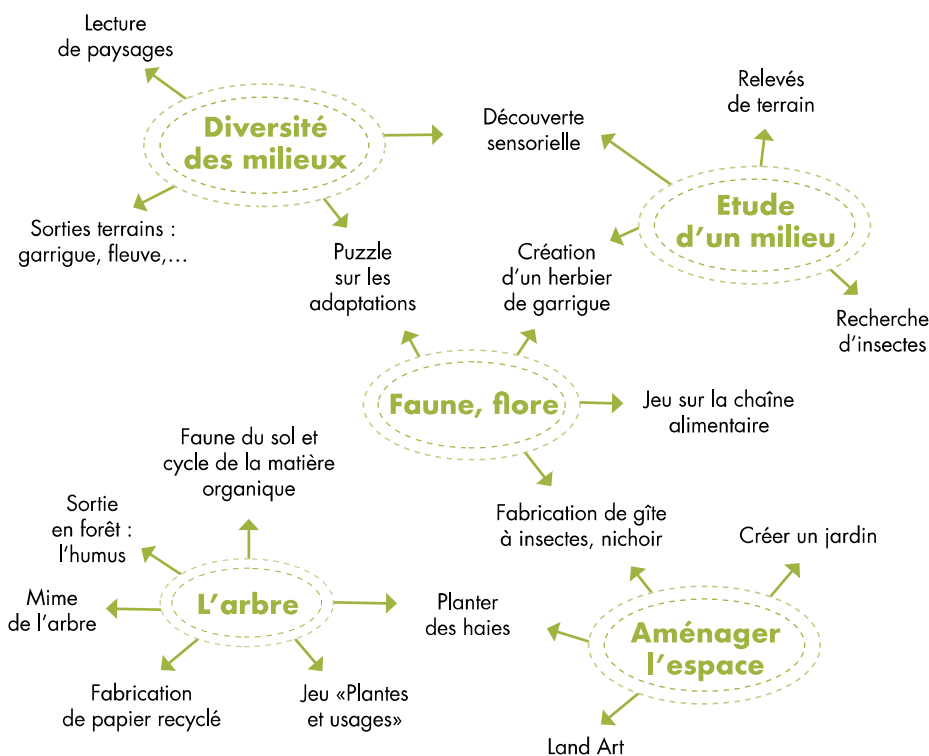 Lecture
de paysages
Diversité
des milieux
Découverte
sensorielle
Relevés
de terrain
Etude
d'un milieu
Sorties terrains :
garrigue, fleuve,...
Puzzle
sur les
adaptations
Création
d'un herbier
de garrigue
Recherche
d'insectes
Faune, flore
Jeu sur la chaîne
alimentaire
Faune du sol et
cycle de la matière
organique
Sortie
en forêt :
l'humus
Fabrication de gîte
à insectes, nichoir
Créer un jardin
Mime
de l'arbre
L'arbre
Planter
des haies
Aménager
l'espace
Fabrication
de papier recyclé
Jeu «Plantes
et usages»
Land Art